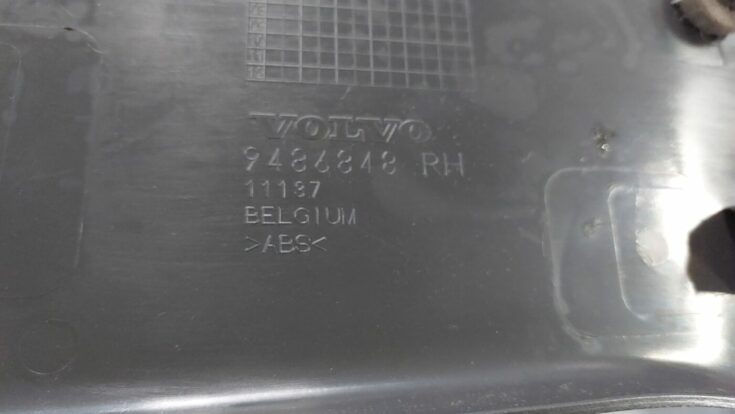 VOLVO
9486848 RH
11137
BELGIUM
>ABS<